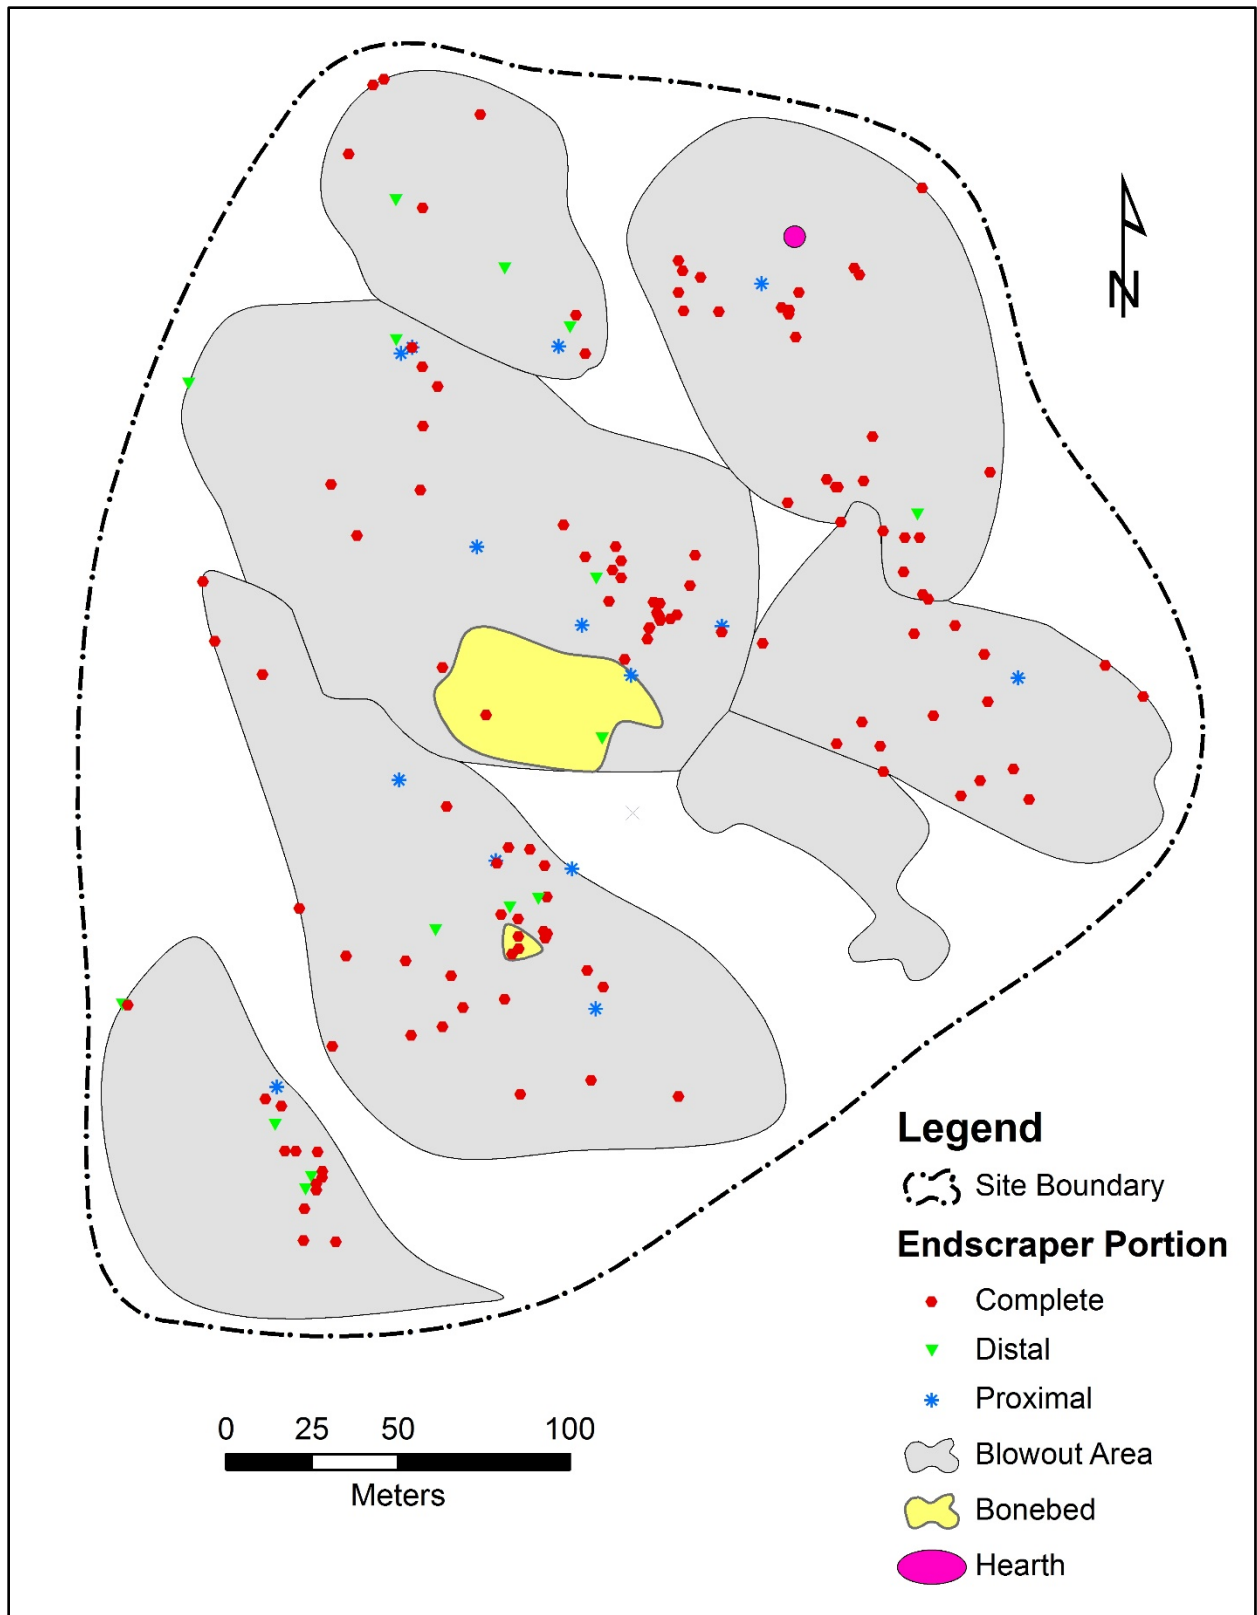 N
Legend
Site Boundary
Endscraper Portion
Complete
Distal
Proximal
Blowout Area
Bonebed
Hearth
0 25 50 100
Meters